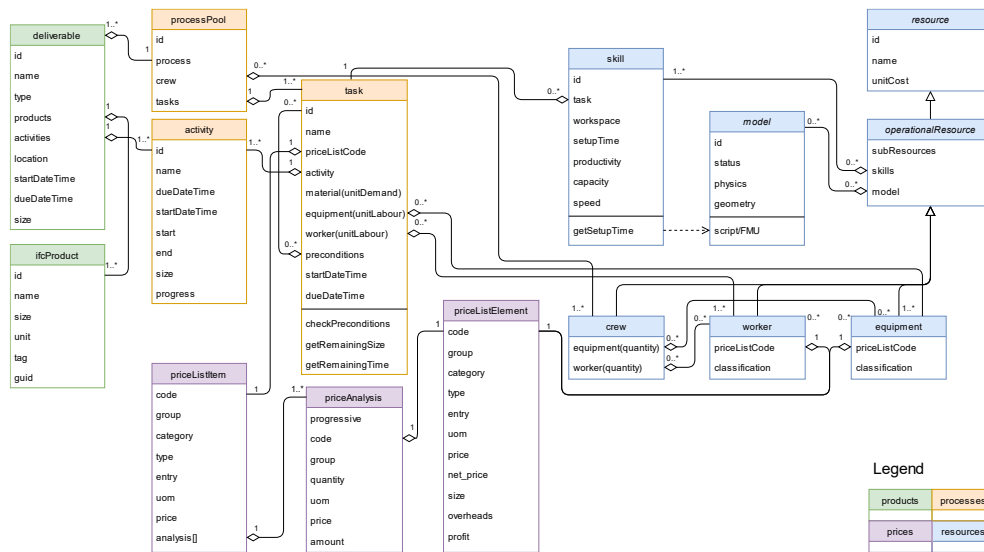 deliverable
id
name
type
products
activities
location
startDateTime
dueDateTime
size
1..*
1
1
1
ifcProduct
id
name
size
unit
tag
guid
1..*
processPool
id
process
crew
tasks
0..*
1
1..*
activity
id
name
dueDateTime
startDateTime
start
end
size
progress
1..*
1..*
task
id
name
priceListCode
activity
material(unitDemand)
equipment(unitLabour)
worker(unitLabour)
preconditions
startDateTime
dueDateTime
checkPreconditions
getRemainingSize
getRemainingTime
1
0..*
1
1
0..*
0..*
0..*
priceListItem
code
group
category
type
entry
uom
price
analysis[]
1
1
1..*
priceAnalysis
progressive
code
group
quantity
uom
price
amount
1
1
priceListElement
code
group
category
type
entry
uom
price
net_price
size
overheads
profit
1
skill
id
task
workspace
setupTime
productivity
capacity
speed
getSetupTime
0..*
1..*
model
id
status
physics
geometry
script/FMU
0..*
resource
id
name
unitCost
operationalResource
subResources
skills
model
0..*
0..*
crew
equipment(quantity)
worker(quantity)
1..*
0..*
0..*
worker
priceListCode
classification
0..*
1..*
0..*
1
equipment
priceListCode
classification
0..*
1..*
1
Legend
products
processes
prices
resources